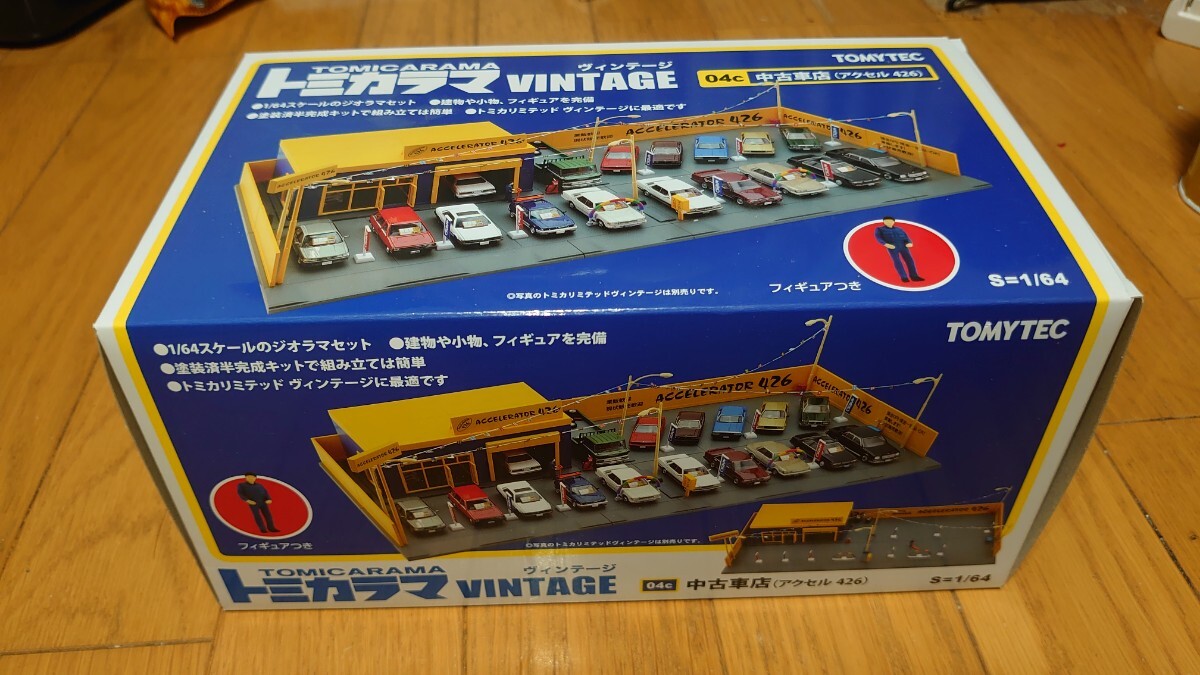 TOMICARAMA
トミカラマ VINTAGE
ヴィンテージ
TOMYTEC
04c 中古車店(アクセル 426)
●1/64スケールのジオラマセット ●建物や小物、フィギュアを完備
●塗装済半完成キットで組み立ては簡単 ●トミカリミテッド ヴィンテージに最適です
ACCELERATOR 426
ACCELERATOR 426
ACCELERATOR 426
ACCELERATOR 426
フィギュアつき
S=1/64
◎写真のトミカリミテッドヴィンテージは別売りです。
TOMYTEC
●1/64スケールのジオラマセット ●建物や小物、フィギュアを完備
●塗装済半完成キットで組み立ては簡単
●トミカリミテッド ヴィンテージに最適です
ACCELERATOR 426
ACCELERATOR 426
ACCELERATOR 426
フィギュアつき
◎写真のトミカリミテッドヴィンテージは別売りです。
TOMICARAMA
トミカラマ VINTAGE
ヴィンテージ
04c 中古車店(アクセル 426)
S=1/64